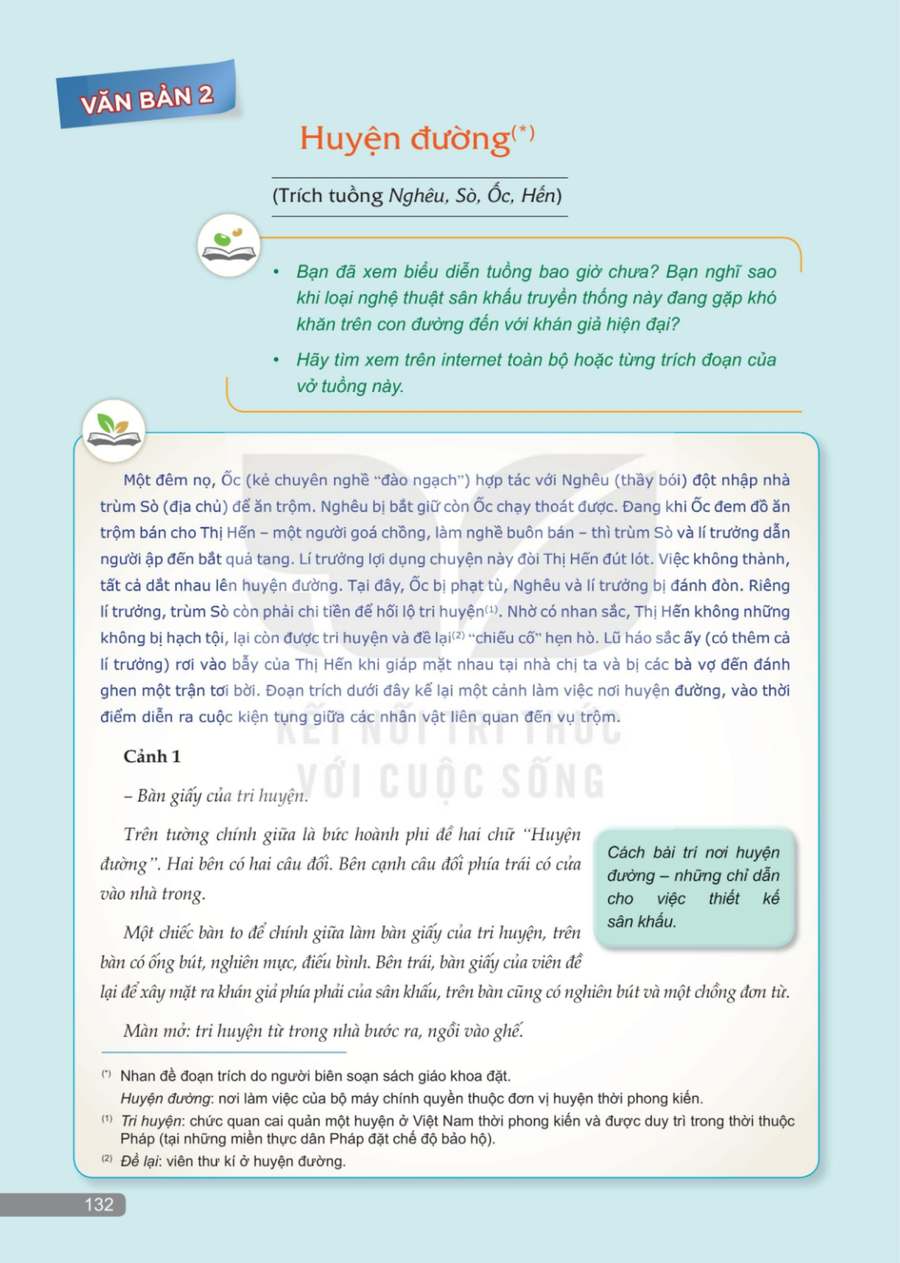 VĂN BẢN 2
Huyện đường(*)
(Trích tuồng Nghêu, Sò, Ốc, Hến)
• Bạn đã xem biểu diễn tuồng bao giờ chưa? Bạn nghĩ sao
khi loại nghệ thuật sân khấu truyền thống này đang gặp khó
khăn trên con đường đến với khán giả hiện đại?
• Hãy tìm xem trên internet toàn bộ hoặc từng trích đoạn của
vở tuồng này.
Một đêm nọ, Ốc (kẻ chuyên nghề “đào ngạch”) hợp tác với Nghêu (thầy bói) đột nhập nhà
trùm Sò (địa chủ) để ăn trộm. Nghêu bị bắt giữ còn Ốc chạy thoát được. Đang khi Ốc đem đồ ăn
trộm bán cho Thị Hến – một người goá chồng, làm nghề buôn bán – thì trùm Sò và lí trưởng dẫn
người ập đến bắt quả tang. Lí trưởng lợi dụng chuyện này đòi Thị Hến đút lót. Việc không thành,
tất cả dắt nhau lên huyện đường. Tại đây, Ốc bị phạt tù, Nghêu và lí trưởng bị đánh đòn. Riêng
lí trưởng, trùm Sò còn phải chi tiền để hối lộ tri huyện(1). Nhờ có nhan sắc, Thị Hến không những
không bị hạch tội, lại còn được tri huyện và đề lại(2) “chiếu cố” hẹn hò. Lũ háo sắc ấy (có thêm cả
lí trưởng) rơi vào bẫy của Thị Hến khi giáp mặt nhau tại nhà chị ta và bị các bà vợ đến đánh
ghen một trận tơi bời. Đoạn trích dưới đây kể lại một cảnh làm việc nơi huyện đường, vào thời
điểm diễn ra cuộc kiện tụng giữa các nhân vật liên quan đến vụ trộm.
KẾT NỐI TRI THỨC
VỚI CUỘC SỐNG
Cảnh 1
– Bàn giấy của tri huyện.
Trên tường chính giữa là bức hoành phi đề hai chữ “Huyện
đường”. Hai bên có hai câu đối. Bên cạnh câu đối phía trái có cửa
vào nhà trong.
Cách bài trí nơi huyện
đường – những chỉ dẫn
cho việc thiết kế
sân khấu.
Một chiếc bàn to để chính giữa làm bàn giấy của tri huyện, trên
bàn có ống bút, nghiên mực, điếu bình. Bên trái, bàn giấy của viên đề
lại để xây mặt ra khán giả phía phải của sân khấu, trên bàn cũng có nghiên bút và một chồng đơn từ.
Màn mở: tri huyện từ trong nhà bước ra, ngồi vào ghế.
(*) Nhan đề đoạn trích do người biên soạn sách giáo khoa đặt.
Huyện đường: nơi làm việc của bộ máy chính quyền thuộc đơn vị huyện thời phong kiến.
(1) Tri huyện: chức quan cai quản một huyện ở Việt Nam thời phong kiến và được duy trì trong thời thuộc
Pháp (tại những miền thực dân Pháp đặt chế độ bảo hộ).
(2) Đề lại: viên thư kí ở huyện đường.
132